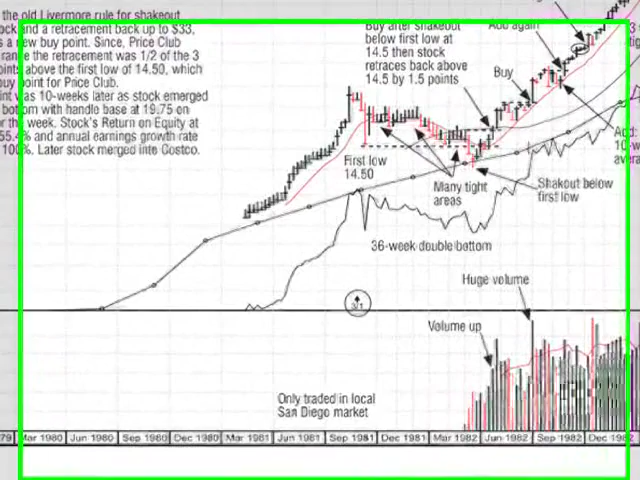 the old Livermore rule for shakeout
ock and a retracement back up to $33,
s a new buy point. Since, Price Club
range the retracement was 1/2 of the 3
points above the first low of 14.50, which
buy point for Price Club.
int was 10-weeks later as stock emerged
bottom with handle base at 19.75 on
r the week. Stock's Return on Equity at
55.4% and annual earnings growth rate
100%. Later stock merged into Costco.
Buy after shakeout
below first low at
14.5 then stock
retraces back above
14.5 by 1.5 points
Add again
Buy
Add:
10-w
avera
First low
14.50
Many tight
areas
Shakeout below
first low
36-week double bottom
3/1
Huge volume
Volume up
Only traded in local
San Diego market
79 Mar 1980 Jun 1980 Sep 1980 Dec 1980 Mar 1981 Jun 1981 Sep 1981 Dec 1981 Mar 1982 Jun 1982 Sep 1982 Dec 1982